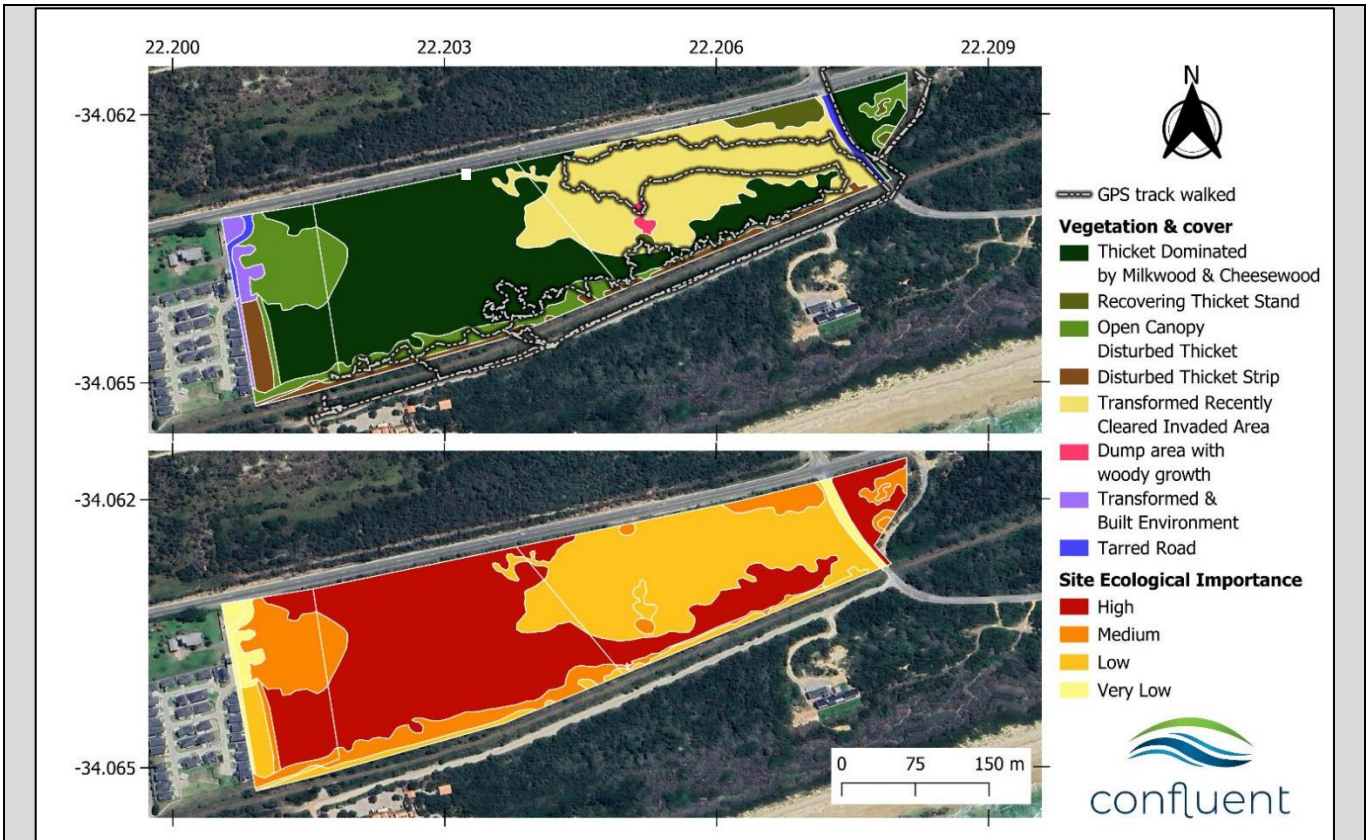 22.200 22.203 22.206 22.209
-34.062
-34.065
-34.062
-34.065
N
GPS track walked
Vegetation & cover
Thicket Dominated
by Milkwood & Cheesewood
Recovering Thicket Stand
Open Canopy
Disturbed Thicket
Disturbed Thicket Strip
Transformed Recently
Cleared Invaded Area
Dump area with
woody growth
Transformed &
Built Environment
Tarred Road
Site Ecological Importance
High
Medium
Low
Very Low
0 75 150 m
confluent